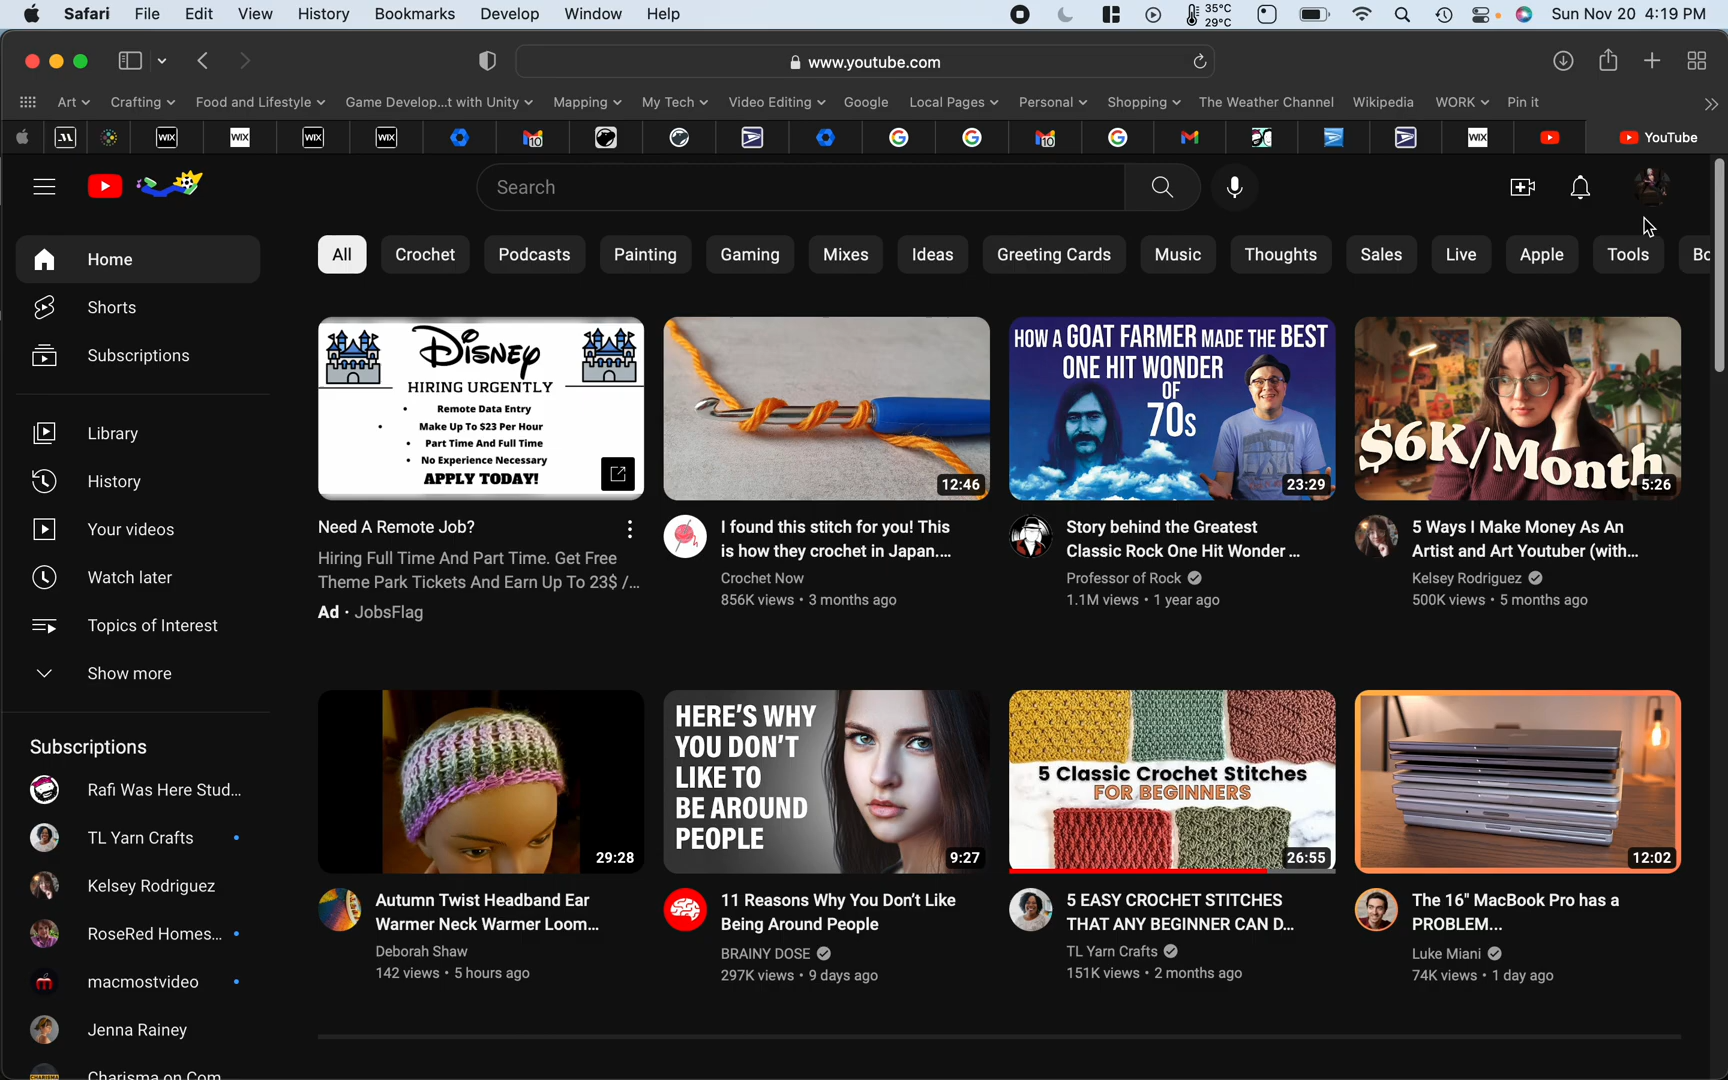 Safari File Edit View History Bookmarks Develop Window Help 35°C 29°C Sun Nov 20 4:19 PM
www.youtube.com
Art Crafting Food and Lifestyle Game Develop...t with Unity Mapping My Tech Video Editing Google Local Pages Personal Shopping The Weather Channel Wikipedia WORK Pin it
WIX WIX WIX WIX 10 10 WIX YouTube
Search
All Crochet Podcasts Painting Gaming Mixes Ideas Greeting Cards Music Thoughts Sales Live Apple Tools Bo
Home
Shorts
Subscriptions
Library
History
Your videos
Watch later
Topics of Interest
Show more
Subscriptions
Rafi Was Here Stud...
TL Yarn Crafts
Kelsey Rodriguez
RoseRed Homes...
macmostvideo
Jenna Rainey
Charisma on Com
Disney
HIRING URGENTLY
• Remote Data Entry
• Make Up To $23 Per Hour
• Part Time And Full Time
• No Experience Necessary
APPLY TODAY!
Need A Remote Job?
Hiring Full Time And Part Time. Get Free
Theme Park Tickets And Earn Up To 23$ /...
Ad · JobsFlag
12:46
I found this stitch for you! This
is how they crochet in Japan....
Crochet Now
856K views • 3 months ago
HOW A GOAT FARMER MADE THE BEST
ONE HIT WONDER
OF
70s
23:29
Story behind the Greatest
Classic Rock One Hit Wonder ...
Professor of Rock
1.1M views • 1 year ago
$6K/Month
5:26
5 Ways I Make Money As An
Artist and Art Youtuber (with...
Kelsey Rodriguez
500K views • 5 months ago
29:28
Autumn Twist Headband Ear
Warmer Neck Warmer Loom...
Deborah Shaw
142 views • 5 hours ago
HERE'S WHY
YOU DON'T
LIKE TO
BE AROUND
PEOPLE
9:27
11 Reasons Why You Don't Like
Being Around People
BRAINY DOSE
297K views • 9 days ago
5 Classic Crochet Stitches
FOR BEGINNERS
26:55
5 EASY CROCHET STITCHES
THAT ANY BEGINNER CAN D...
TL Yarn Crafts
151K views • 2 months ago
12:02
The 16" MacBook Pro has a
PROBLEM...
Luke Miani
74K views • 1 day ago